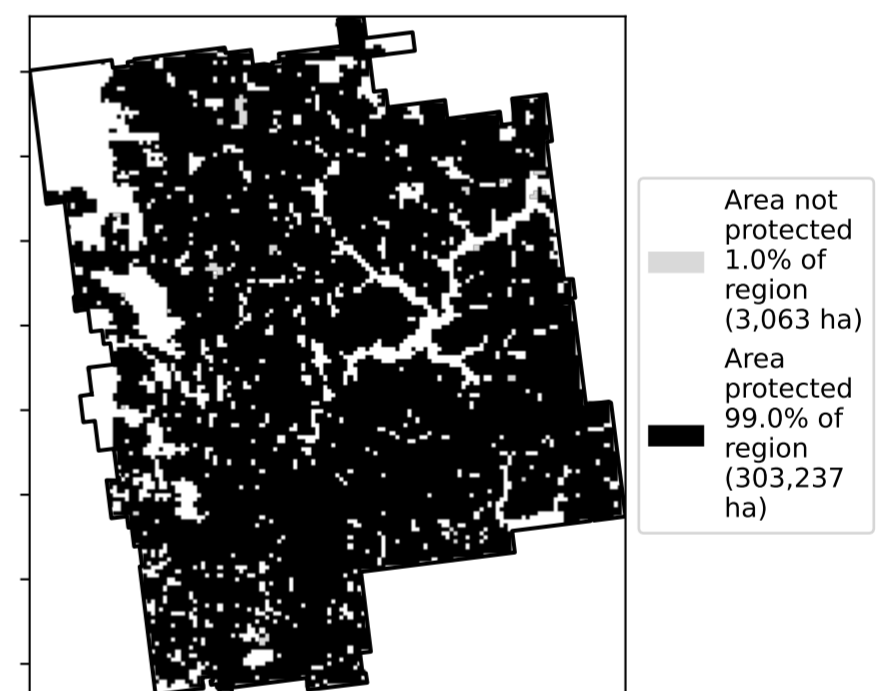 Area not
protected
1.0% of
region
(3,063 ha)
Area
protected
99.0% of
region
(303,237
ha)